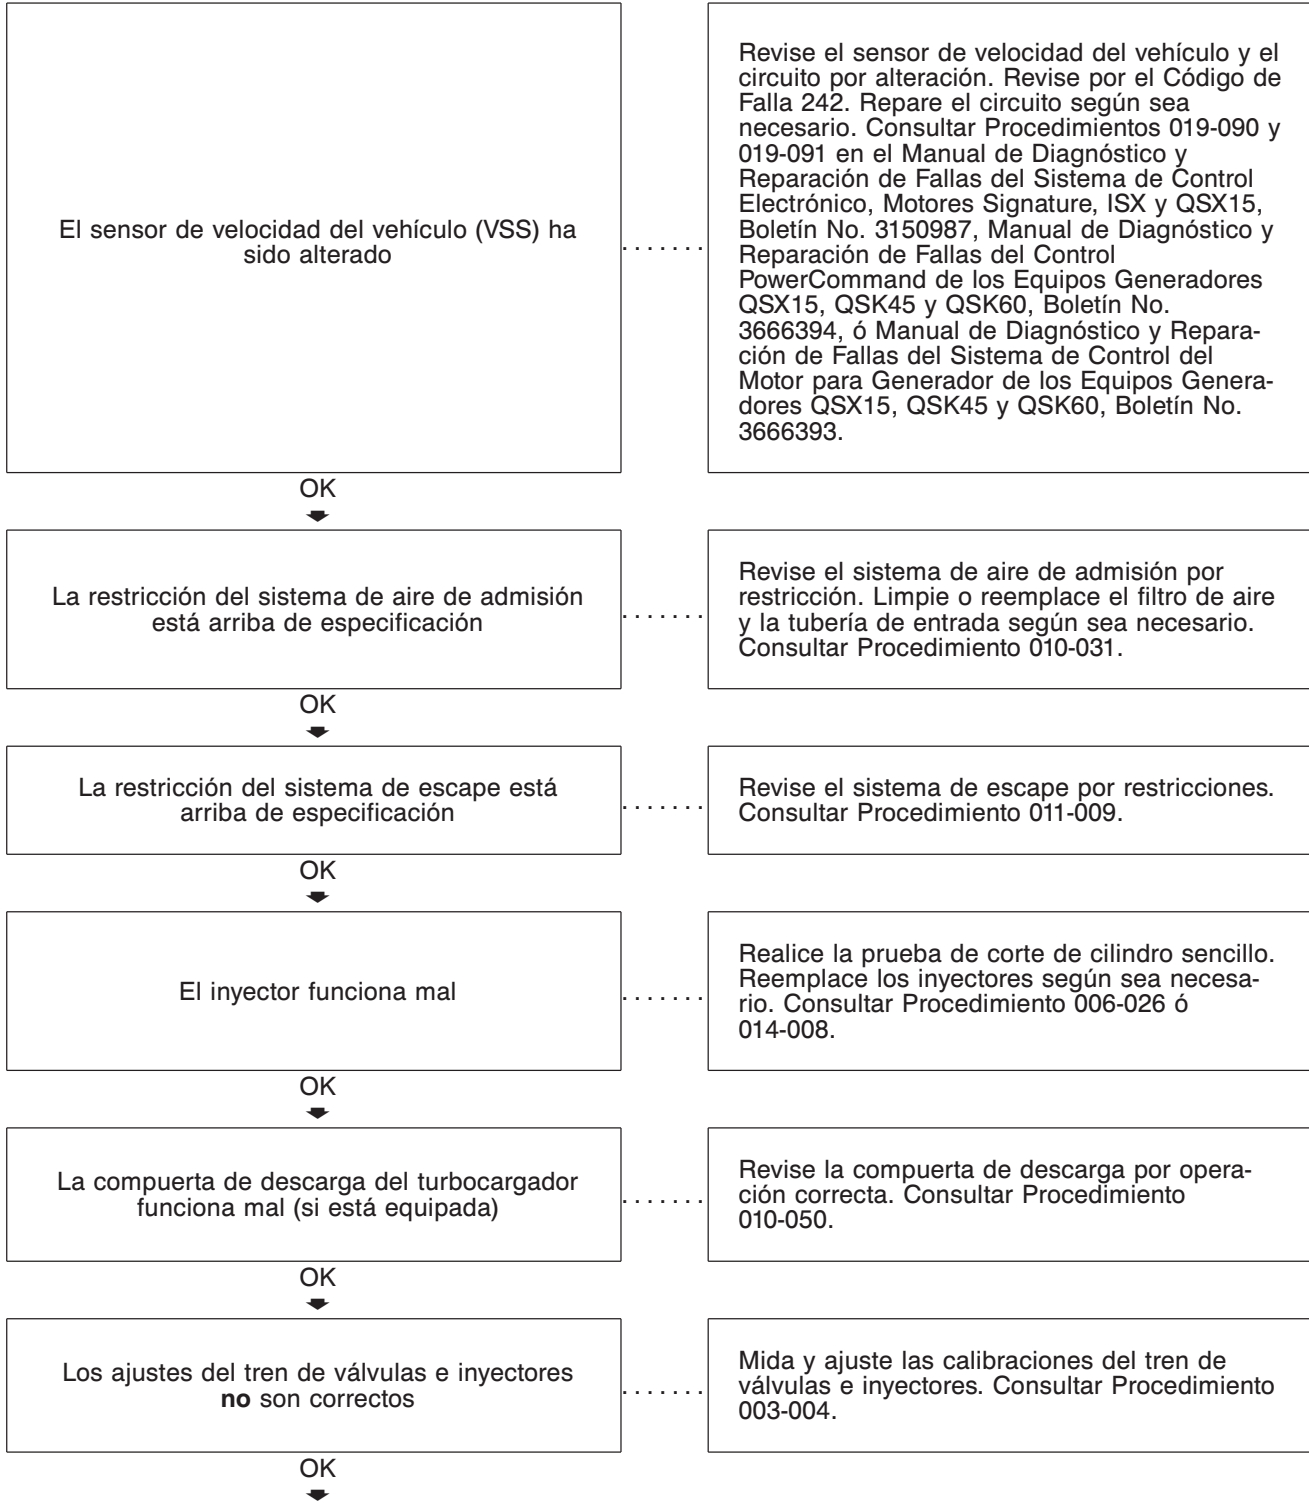 El sensor de velocidad del vehículo (VSS) ha
sido alterado
. . . . . . .
Revise el sensor de velocidad del vehículo y el
circuito por alteración. Revise por el Código de
Falla 242. Repare el circuito según sea
necesario. Consultar Procedimientos 019-090 y
019-091 en el Manual de Diagnóstico y
Reparación de Fallas del Sistema de Control
Electrónico, Motores Signature, ISX y QSX15,
Boletín No. 3150987, Manual de Diagnóstico y
Reparación de Fallas del Control
PowerCommand de los Equipos Generadores
QSX15, QSK45 y QSK60, Boletín No.
3666394, ó Manual de Diagnóstico y Repara-
ción de Fallas del Sistema de Control del
Motor para Generador de los Equipos Genera-
dores QSX15, QSK45 y QSK60, Boletín No.
3666393.
OK
La restricción del sistema de aire de admisión
está arriba de especificación
. . . . . . .
Revise el sistema de aire de admisión por
restricción. Limpie o reemplace el filtro de aire
y la tubería de entrada según sea necesario.
Consultar Procedimiento 010-031.
OK
La restricción del sistema de escape está
arriba de especificación
. . . . . . .
Revise el sistema de escape por restricciones.
Consultar Procedimiento 011-009.
OK
El inyector funciona mal
. . . . . . .
Realice la prueba de corte de cilindro sencillo.
Reemplace los inyectores según sea necesa-
rio. Consultar Procedimiento 006-026 ó
014-008.
OK
La compuerta de descarga del turbocargador
funciona mal (si está equipada)
. . . . . . .
Revise la compuerta de descarga por opera-
ción correcta. Consultar Procedimiento
010-050.
OK
Los ajustes del tren de válvulas e inyectores
no son correctos
. . . . . . .
Mida y ajuste las calibraciones del tren de
válvulas e inyectores. Consultar Procedimiento
003-004.
OK